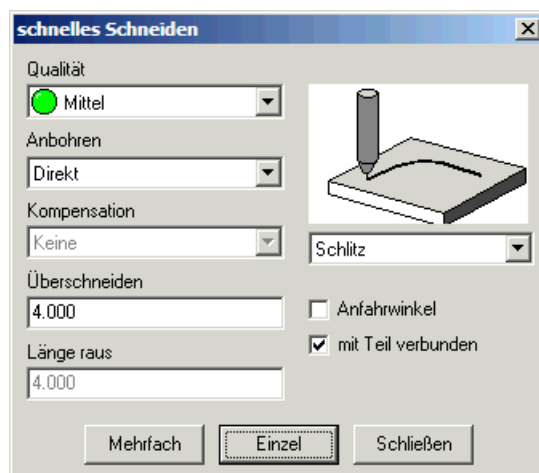 schnelles Schneiden
Qualität
Mittel
Anbohren
Direkt
Kompensation
Keine
Schlitz
Überschneiden
4.000
Anfahrwinkel
mit Teil verbunden
Länge raus
4.000
Mehrfach
Einzel
Schließen